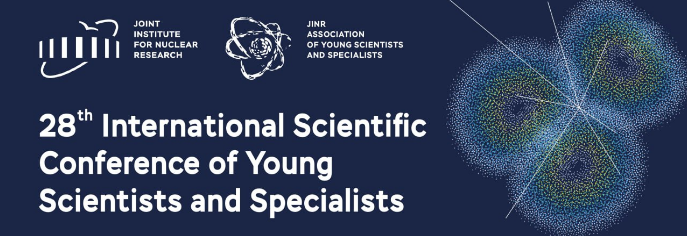 JOINT
INSTITUTE
FOR NUCLEAR
RESEARCH
JINR
ASSOCIATION
OF YOUNG SCIENTISTS
AND SPECIALISTS
28th International Scientific
Conference of Young
Scientists and Specialists